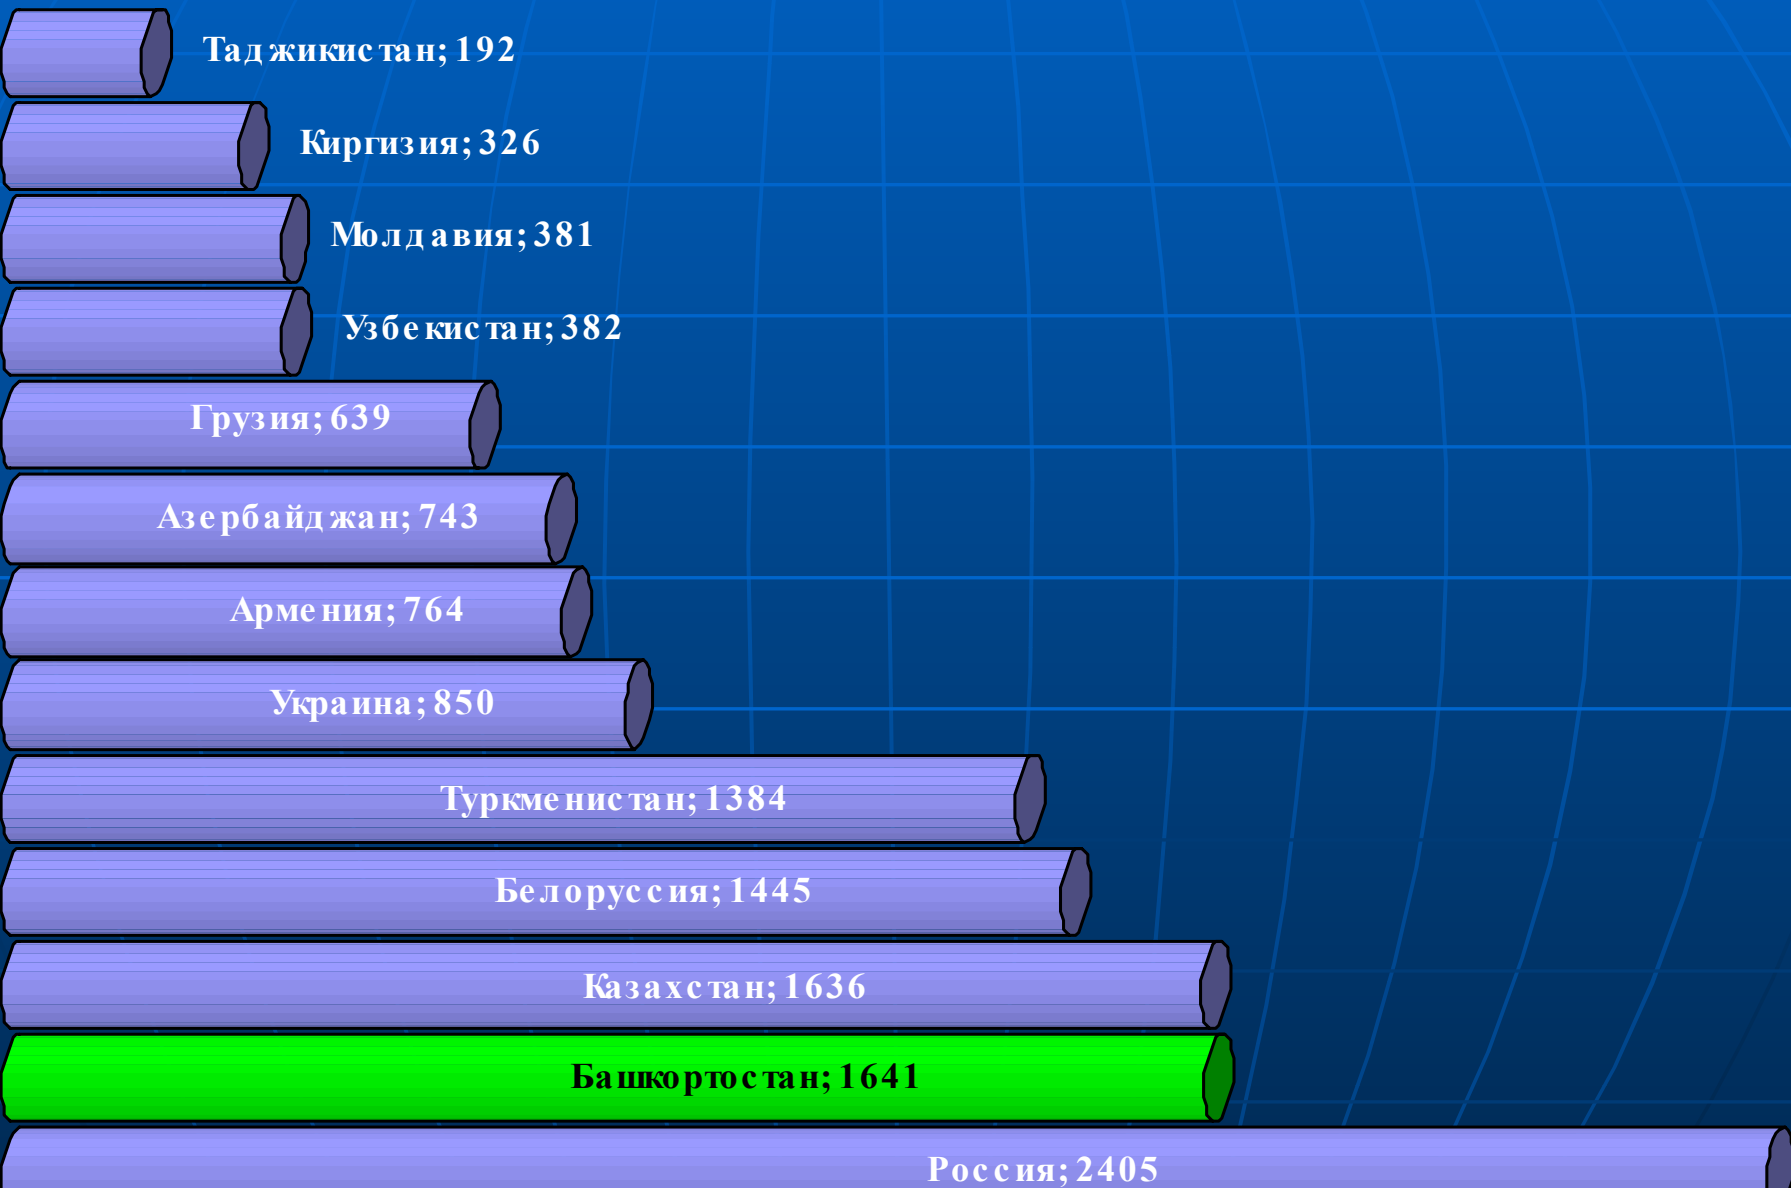 Таджикистан; 192
Киргизия; 326
Молдавия; 381
Узбекистан; 382
Грузия; 639
Азербайджан; 743
Армения; 764
Украина; 850
Туркменистан; 1384
Белоруссия; 1445
Казахстан; 1636
Башкортостан; 1641
Россия; 2405